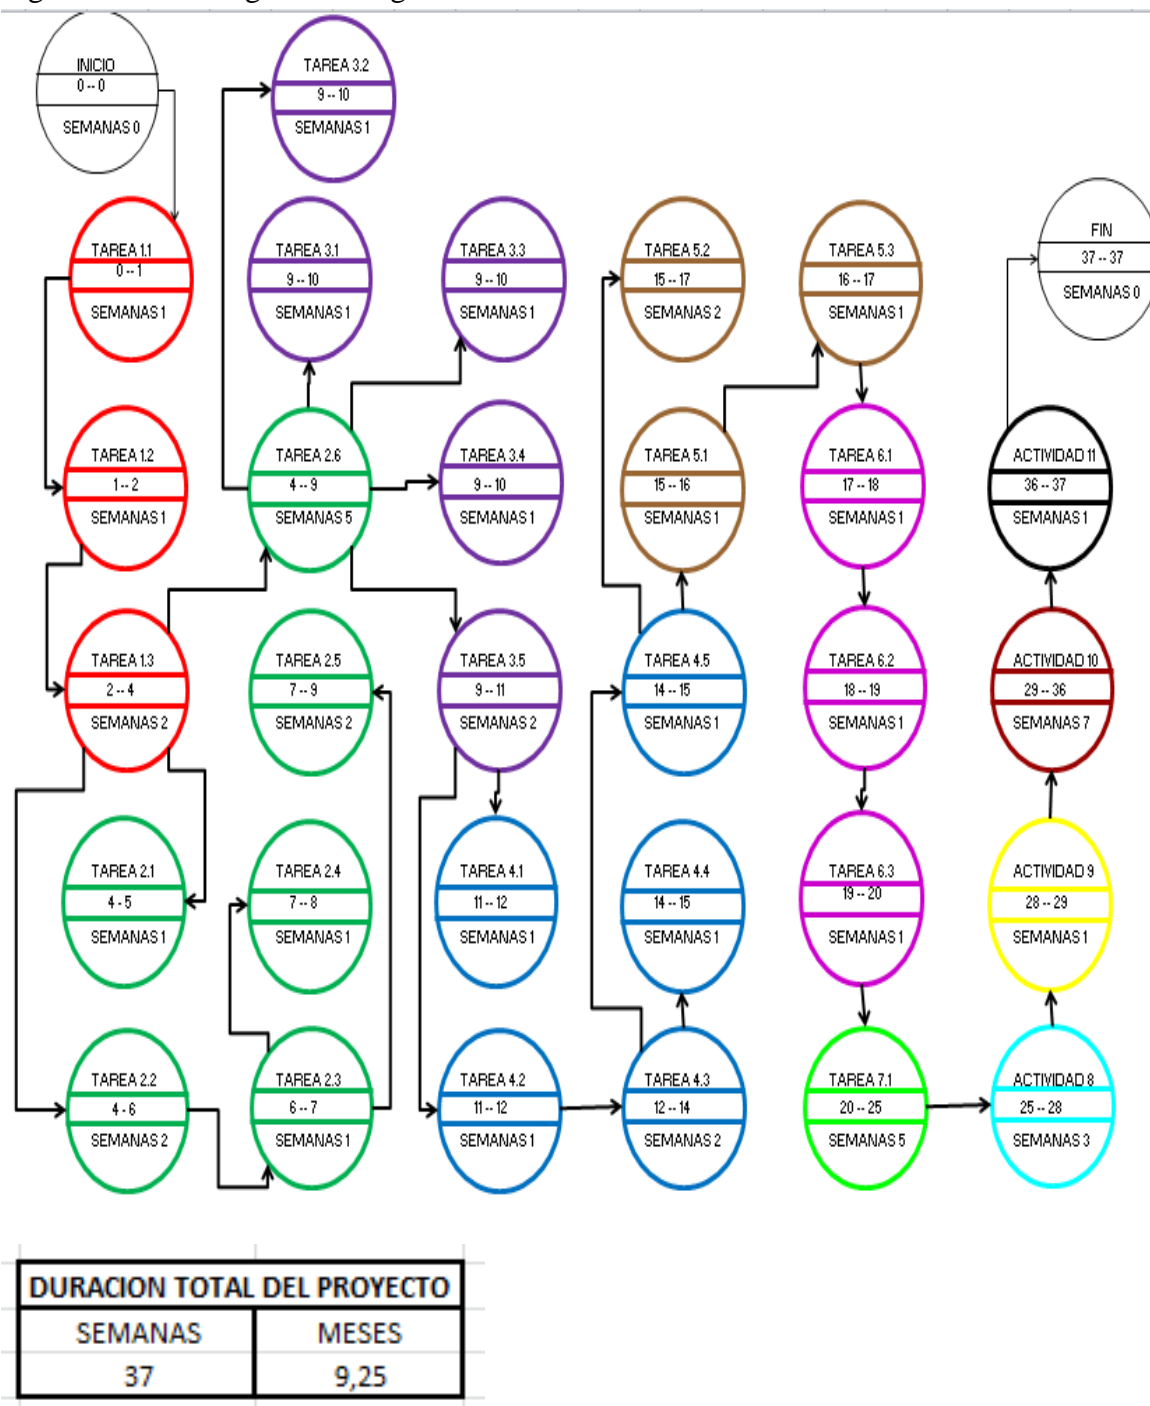 INICIO
0 -- 0
SEMANAS 0
TAREA 3.2
9 -- 10
SEMANAS 1
TAREA 1.1
0 -- 1
SEMANAS 1
TAREA 3.1
9 -- 10
SEMANAS 1
TAREA 3.3
9 -- 10
SEMANAS 1
TAREA 5.2
15 -- 17
SEMANAS 2
TAREA 5.3
16 -- 17
SEMANAS 1
FIN
37 -- 37
SEMANAS 0
TAREA 1.2
1 -- 2
SEMANAS 1
TAREA 2.6
4 -- 9
SEMANAS 5
TAREA 3.4
9 -- 10
SEMANAS 1
TAREA 5.1
15 -- 16
SEMANAS 1
TAREA 6.1
17 -- 18
SEMANAS 1
ACTIVIDAD 11
36 -- 37
SEMANAS 1
TAREA 1.3
2 -- 4
SEMANAS 2
TAREA 2.5
7 -- 9
SEMANAS 2
TAREA 3.5
9 -- 11
SEMANAS 2
TAREA 4.5
14 -- 15
SEMANAS 1
TAREA 6.2
18 -- 19
SEMANAS 1
ACTIVIDAD 10
29 -- 36
SEMANAS 7
TAREA 2.1
4 - 5
SEMANAS 1
TAREA 2.4
7 -- 8
SEMANAS 1
TAREA 4.1
11 -- 12
SEMANAS 1
TAREA 4.4
14 -- 15
SEMANAS 1
TAREA 6.3
19 -- 20
SEMANAS 1
ACTIVIDAD 9
28 -- 29
SEMANAS 1
TAREA 2.2
4 - 6
SEMANAS 2
TAREA 2.3
6 -- 7
SEMANAS 1
TAREA 4.2
11 -- 12
SEMANAS 1
TAREA 4.3
12 -- 14
SEMANAS 2
TAREA 7.1
20 -- 25
SEMANAS 5
ACTIVIDAD 8
25 -- 28
SEMANAS 3
DURACION TOTAL DEL PROYECTO
SEMANAS MESES
37 9,25